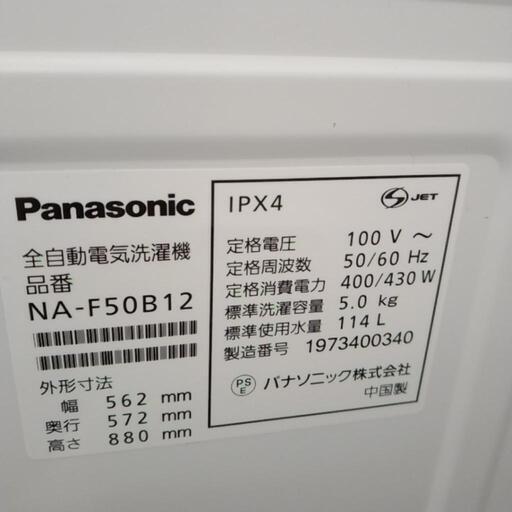 Panasonic
全自動電気洗濯機
品番
NA-F50B12
外形寸法
幅 562 mm
奥行 572 mm
高さ 880 mm
IPX4
S JET
定格電圧 100 V ～
定格周波数 50/60 Hz
定格消費電力 400/430 W
標準洗濯容量 5.0 kg
標準使用水量 114 L
製造番号 1973400340
PS E パナソニック株式会社
中国製